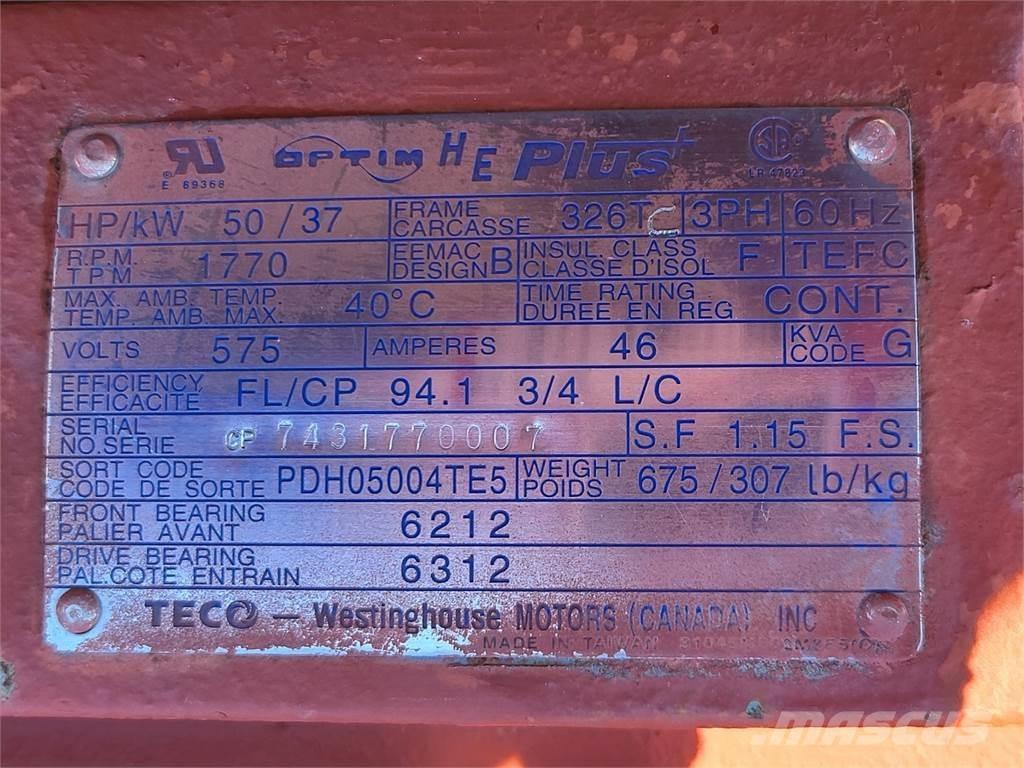 RU OPTIM HE Plus+ SA
® E 69368 LR 47823
HP/kW 50/37 FRAME CARCASSE 326TC 3PH 60Hz
R.P.M. T.P.M 1770 EEMAC DESIGN B INSUL. CLASS CLASSE D'ISOL F TEFC
MAX. AMB. TEMP. TEMP. AMB. MAX. 40°C TIME RATING DUREE EN REG CONT.
VOLTS 575 AMPERES 46 KVA CODE G
EFFICIENCY EFFICACITE FL/CP 94.1 3/4 L/C
SERIAL NO.SERIE CP 7431770007 S.F 1.15 F.S.
SORT CODE CODE DE SORTE PDH05004TE5 WEIGHT POIDS 675/307 lb/kg
FRONT BEARING PALIER AVANT 6212
DRIVE BEARING PAL.COTE ENTRAIN 6312
TECO – Westinghouse MOTORS (CANADA) INC
MADE IN TAIWAN
MASCUS